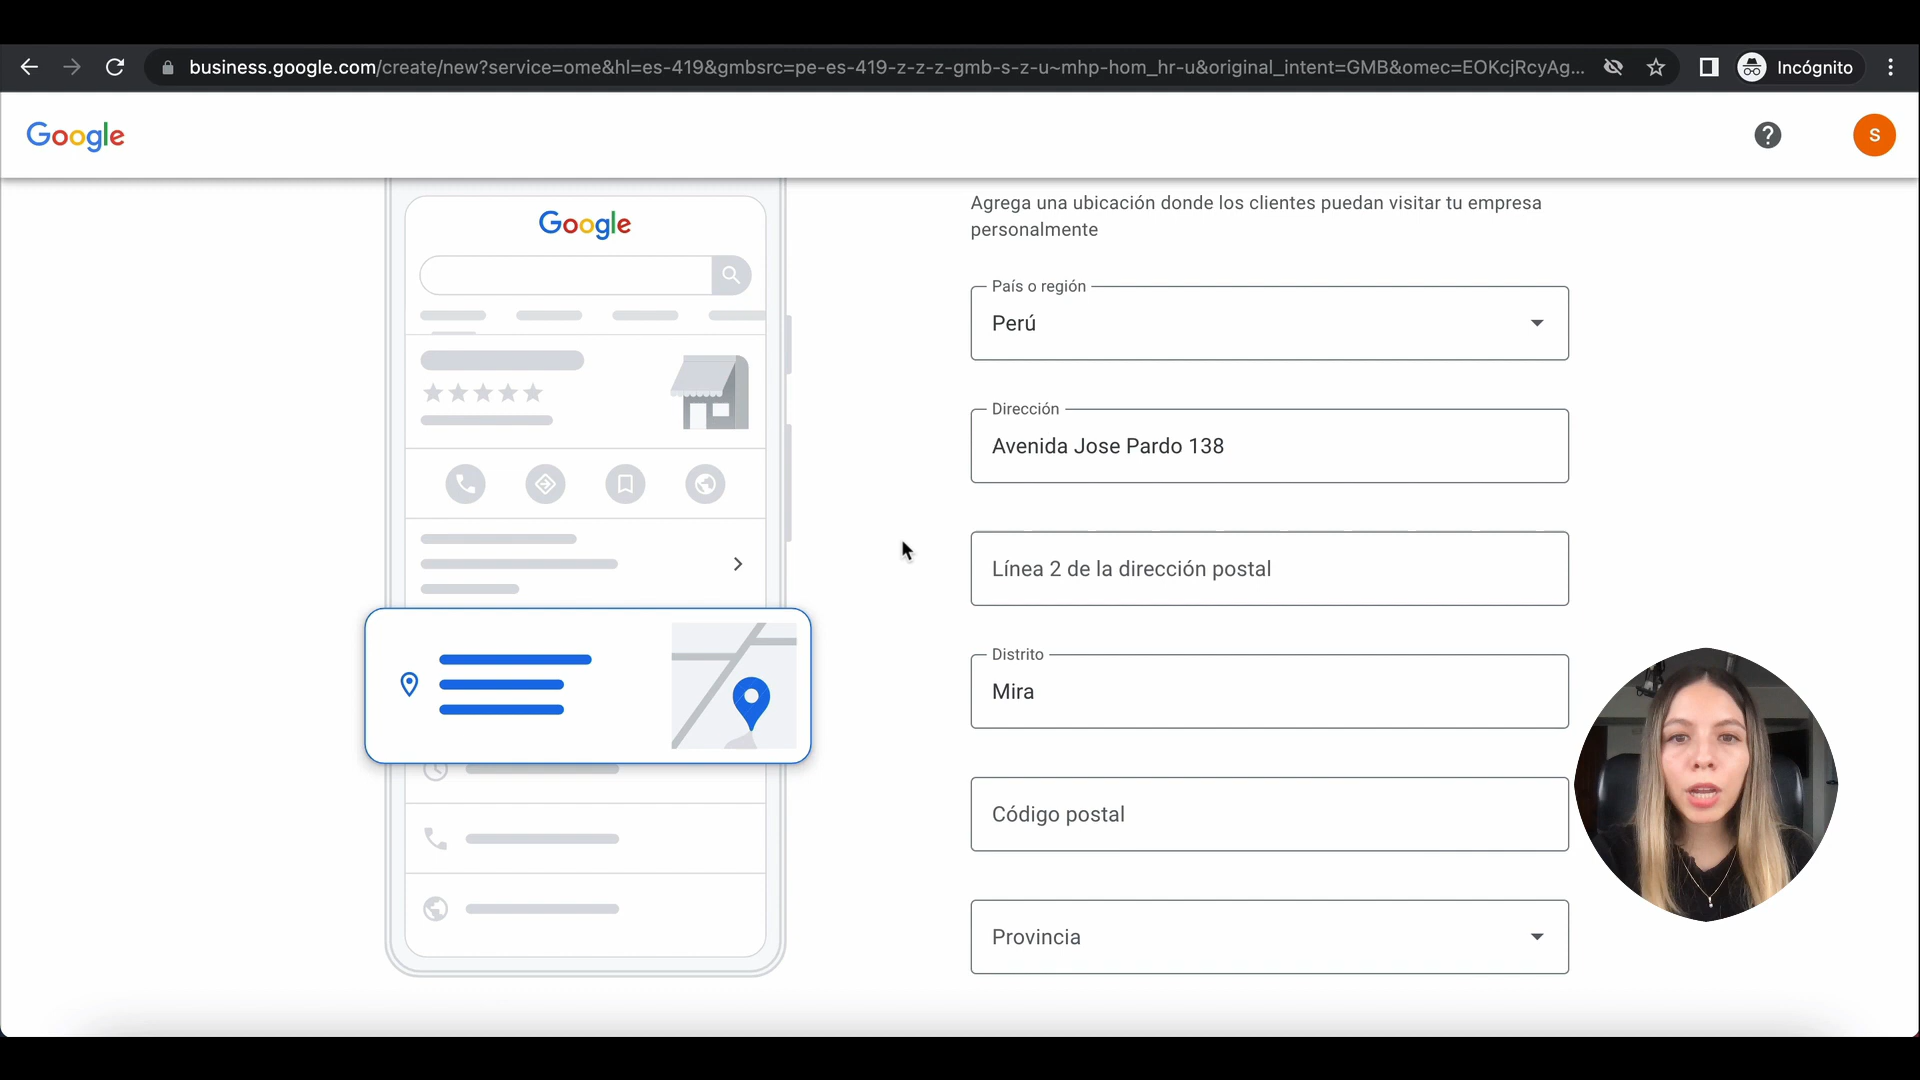 business.google.com/create/new?service=ome&hl=es-419&gmbsrc=pe-es-419-z-z-z-gmb-s-z-u~mhp-hom_hr-u&original_intent=GMB&omec=EOKcjRcyAg...
Incógnito
Google
?
S
Google
Agrega una ubicación donde los clientes puedan visitar tu empresa
personalmente
País o región
Perú
Dirección
Avenida Jose Pardo 138
Línea 2 de la dirección postal
Distrito
Mira
Código postal
Provincia